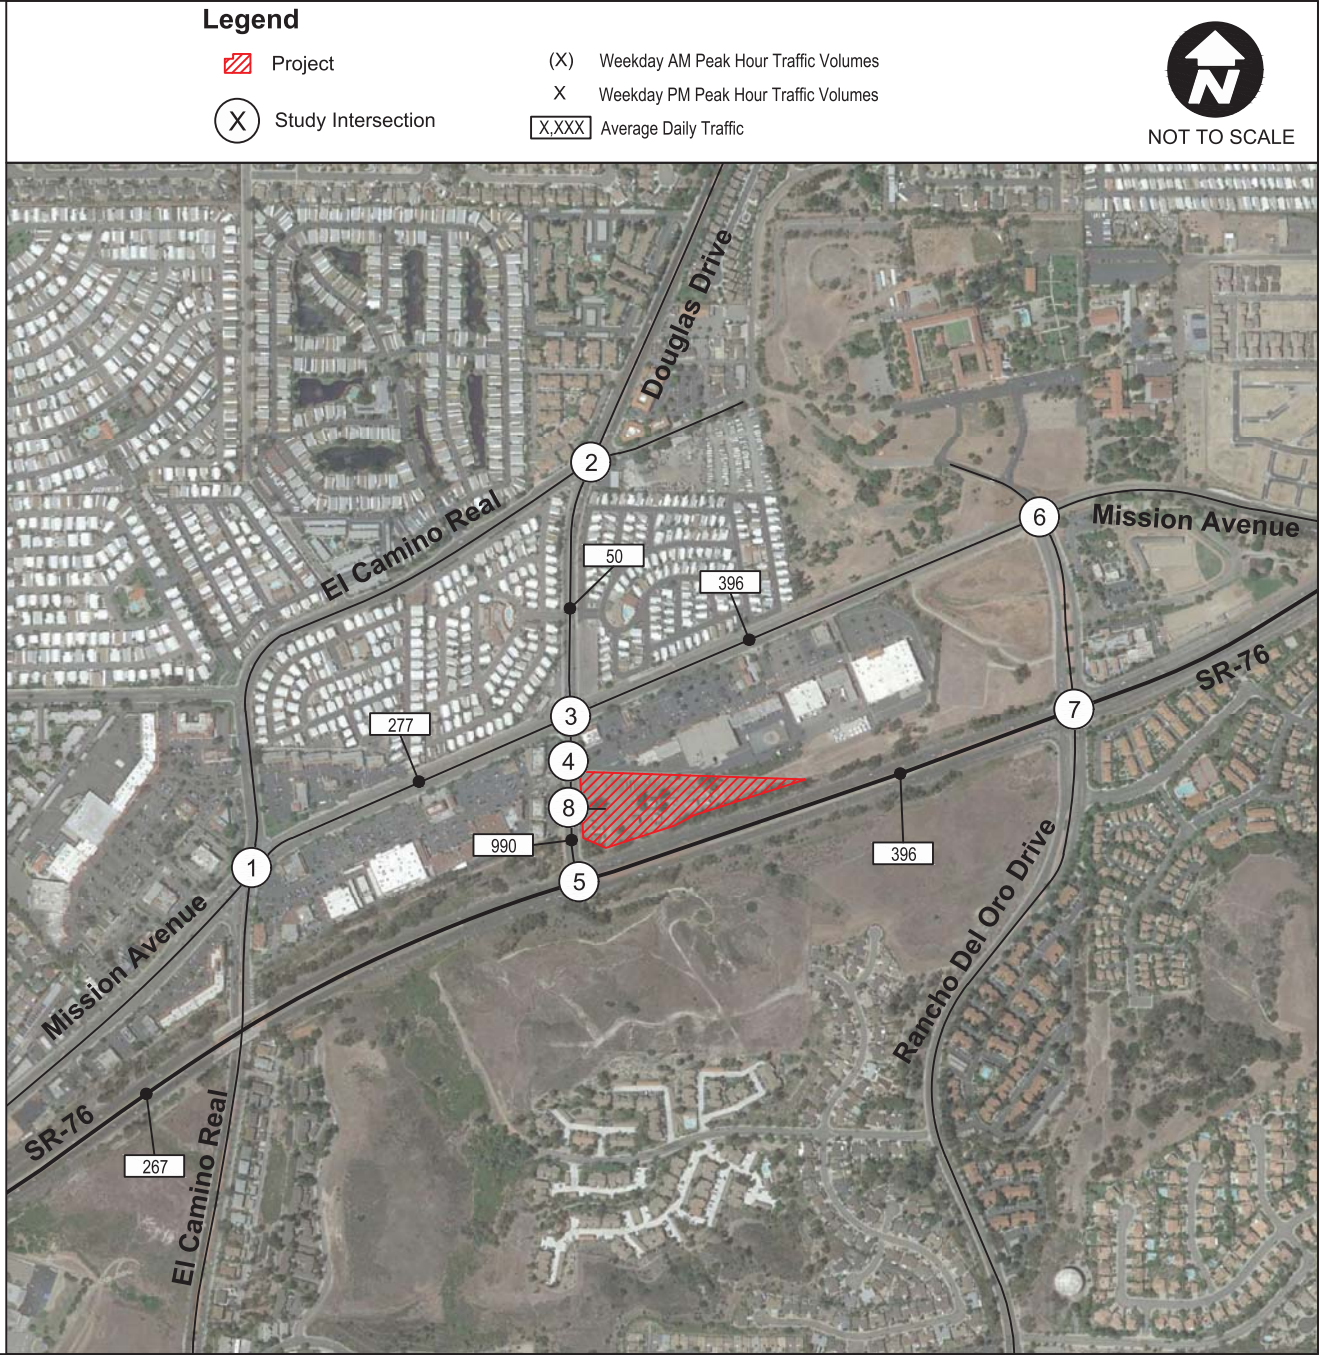 Legend
Project
X Study Intersection
(X) Weekday AM Peak Hour Traffic Volumes
X Weekday PM Peak Hour Traffic Volumes
X,XXX Average Daily Traffic
N
NOT TO SCALE
Douglas Drive
2
El Camino Real
6
Mission Avenue
50
396
SR-76
3
7
277
4
8
990
396
1
5
Rancho Del Oro Drive
Mission Avenue
SR-76
267
El Camino Real